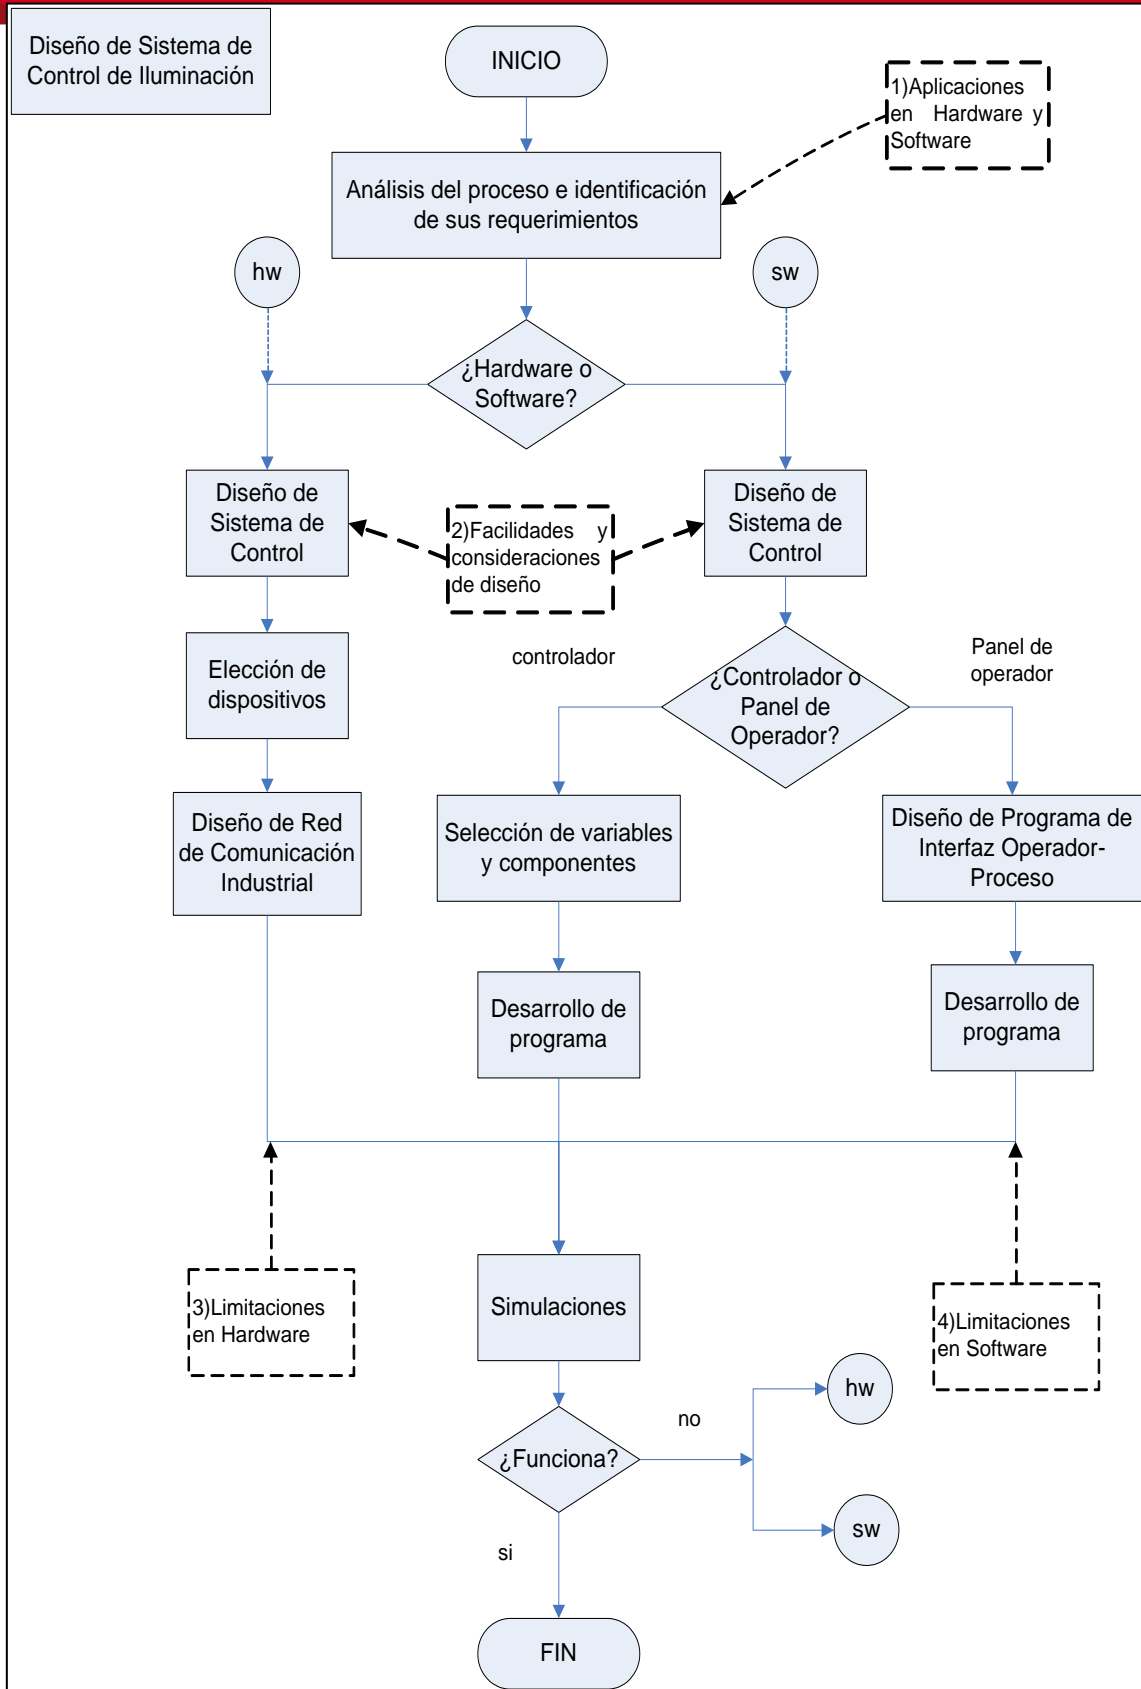 Diseño de Sistema de
Control de Iluminación
INICIO
1)Aplicaciones
en Hardware y
Software
Análisis del proceso e identificación
de sus requerimientos
hw
sw
¿Hardware o
Software?
Diseño de
Sistema de
Control
2)Facilidades y
consideraciones
de diseño
Diseño de
Sistema de
Control
Elección de
dispositivos
controlador
¿Controlador o
Panel de
Operador?
Panel de
operador
Diseño de Red
de Comunicación
Industrial
Selección de variables
y componentes
Diseño de Programa de
Interfaz Operador-
Proceso
Desarrollo de
programa
Desarrollo de
programa
3)Limitaciones
en Hardware
Simulaciones
4)Limitaciones
en Software
hw
no
¿Funciona?
sw
si
FIN